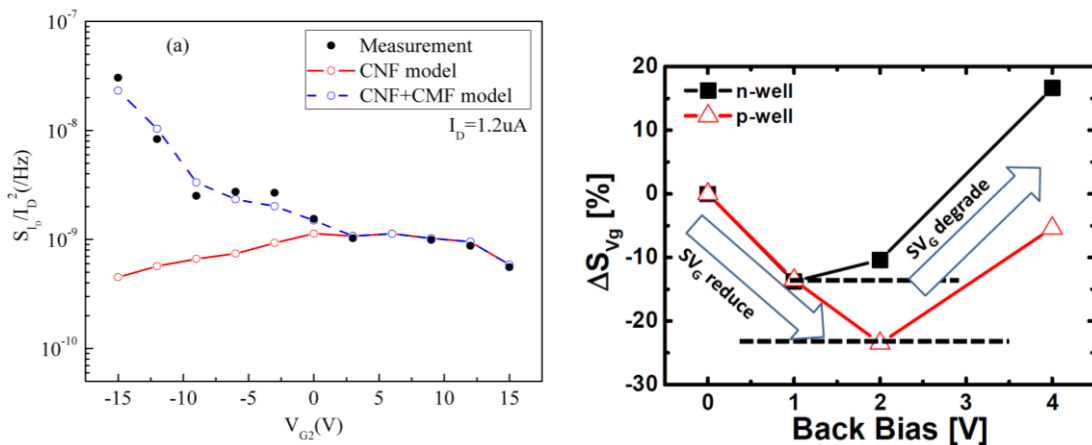 (a)
Measurement
CNF model
CNF+CMF model
I_D=1.2uA
S_{I_D}/I_D^2(/Hz)
10^-7
10^-8
10^-9
10^-10
-15 -10 -5 0 5 10 15
V_G2(V)
n-well
p-well
ΔS_Vg [%]
20
10
0
-10
-20
-30
SV_G reduce
SV_G degrade
0 1 2 3 4
Back Bias [V]